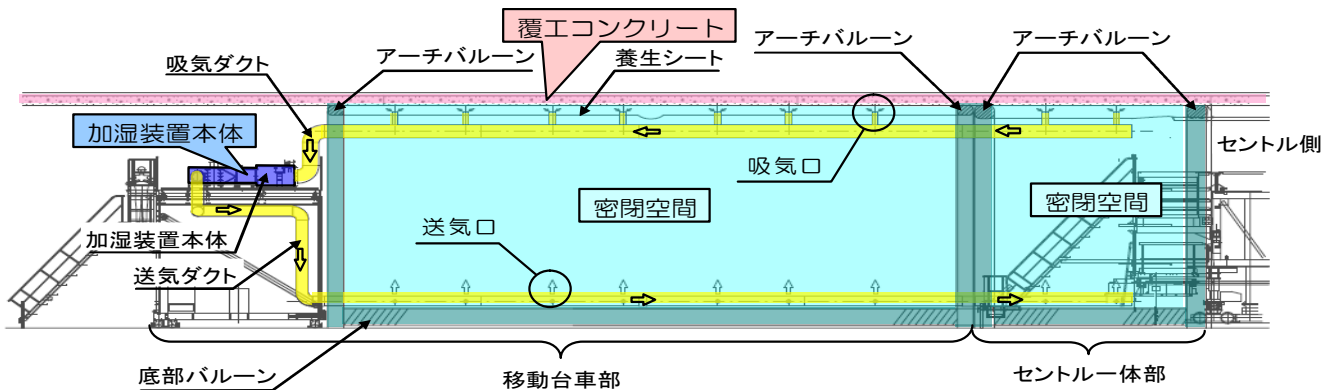 覆工コンクリート
アーチバルーン
アーチバルーン
アーチバルーン
吸気ダクト
養生シート
加湿装置本体
セントル側
吸気口
密閉空間
密閉空間
加湿装置本体
送気口
送気ダクト
底部バルーン
移動台車部
セントル一体部